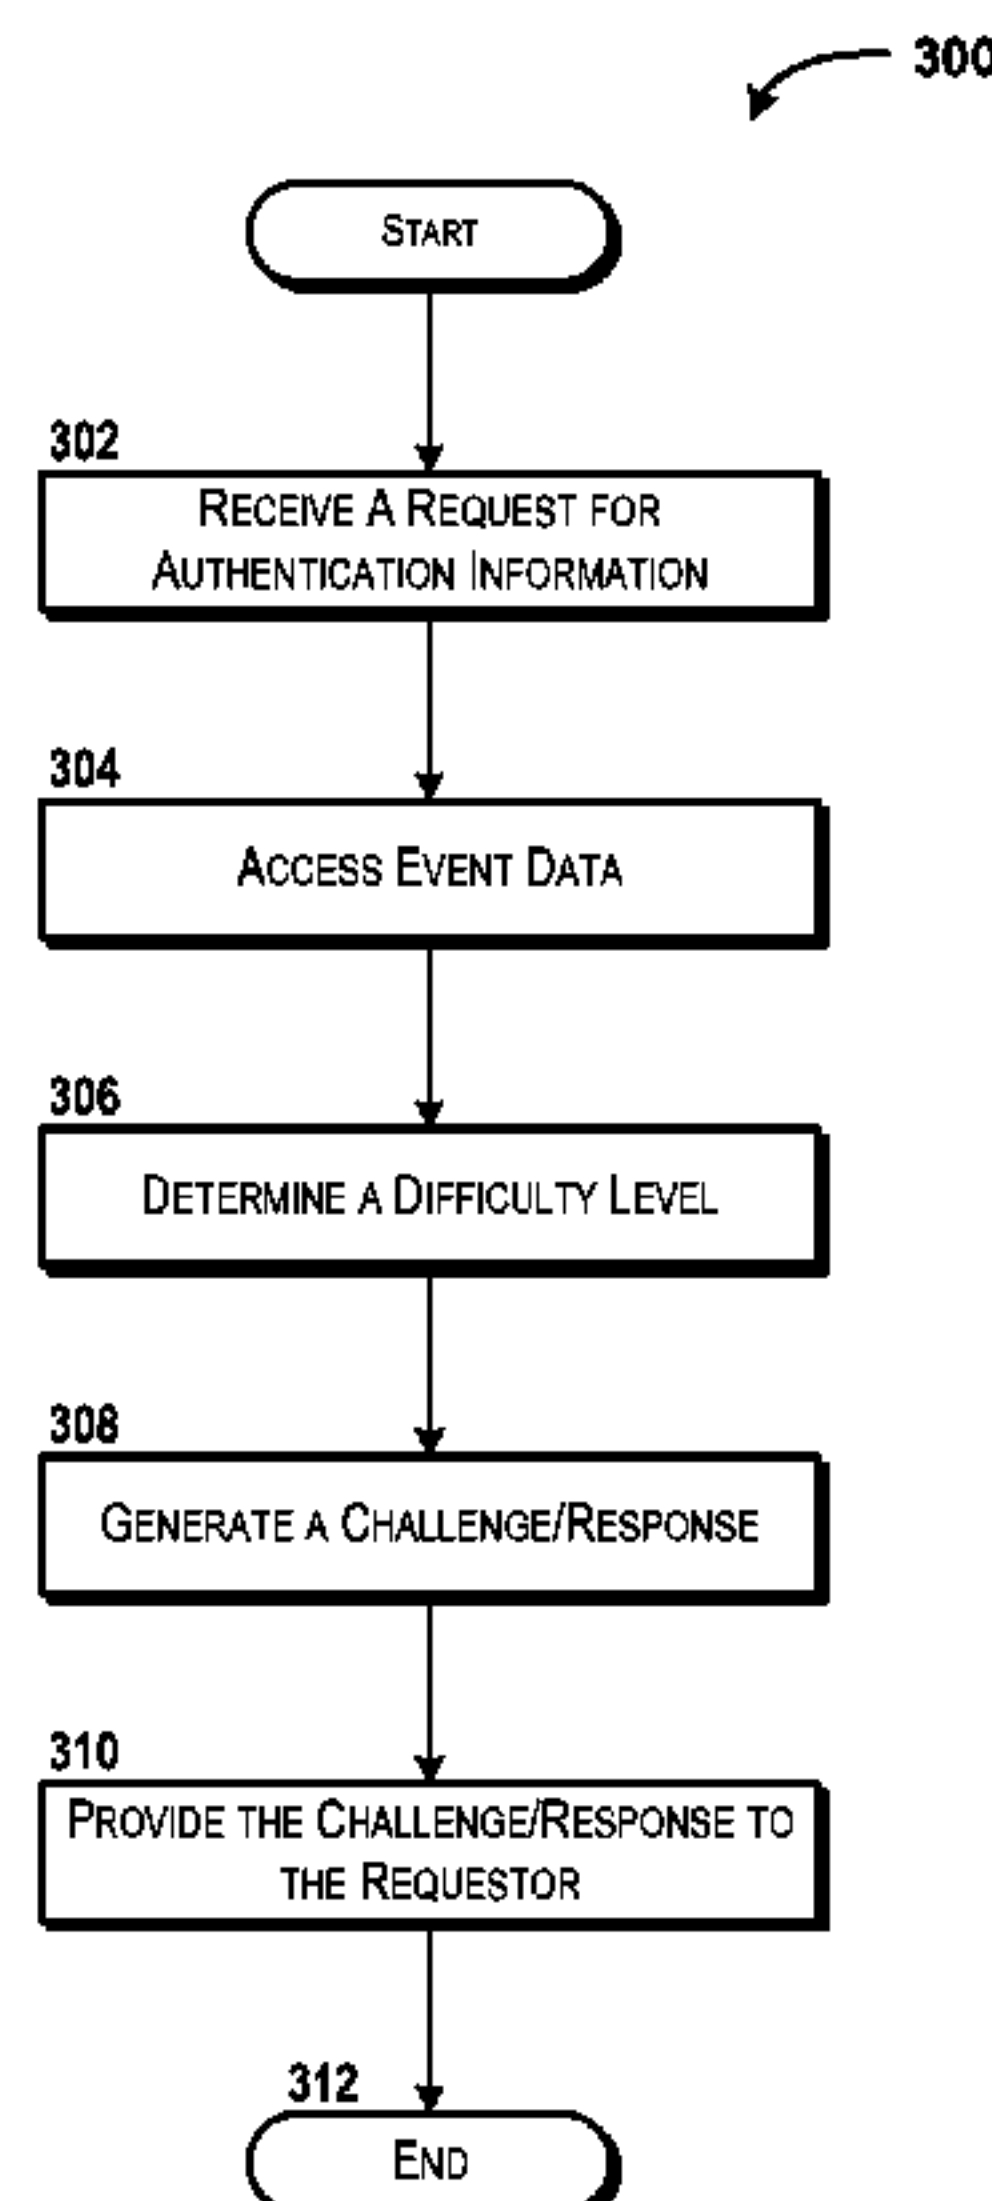 300
START
302
RECEIVE A REQUEST FOR
AUTHENTICATION INFORMATION
304
ACCESS EVENT DATA
306
DETERMINE A DIFFICULTY LEVEL
308
GENERATE A CHALLENGE/RESPONSE
310
PROVIDE THE CHALLENGE/RESPONSE TO
THE REQUESTOR
312
END